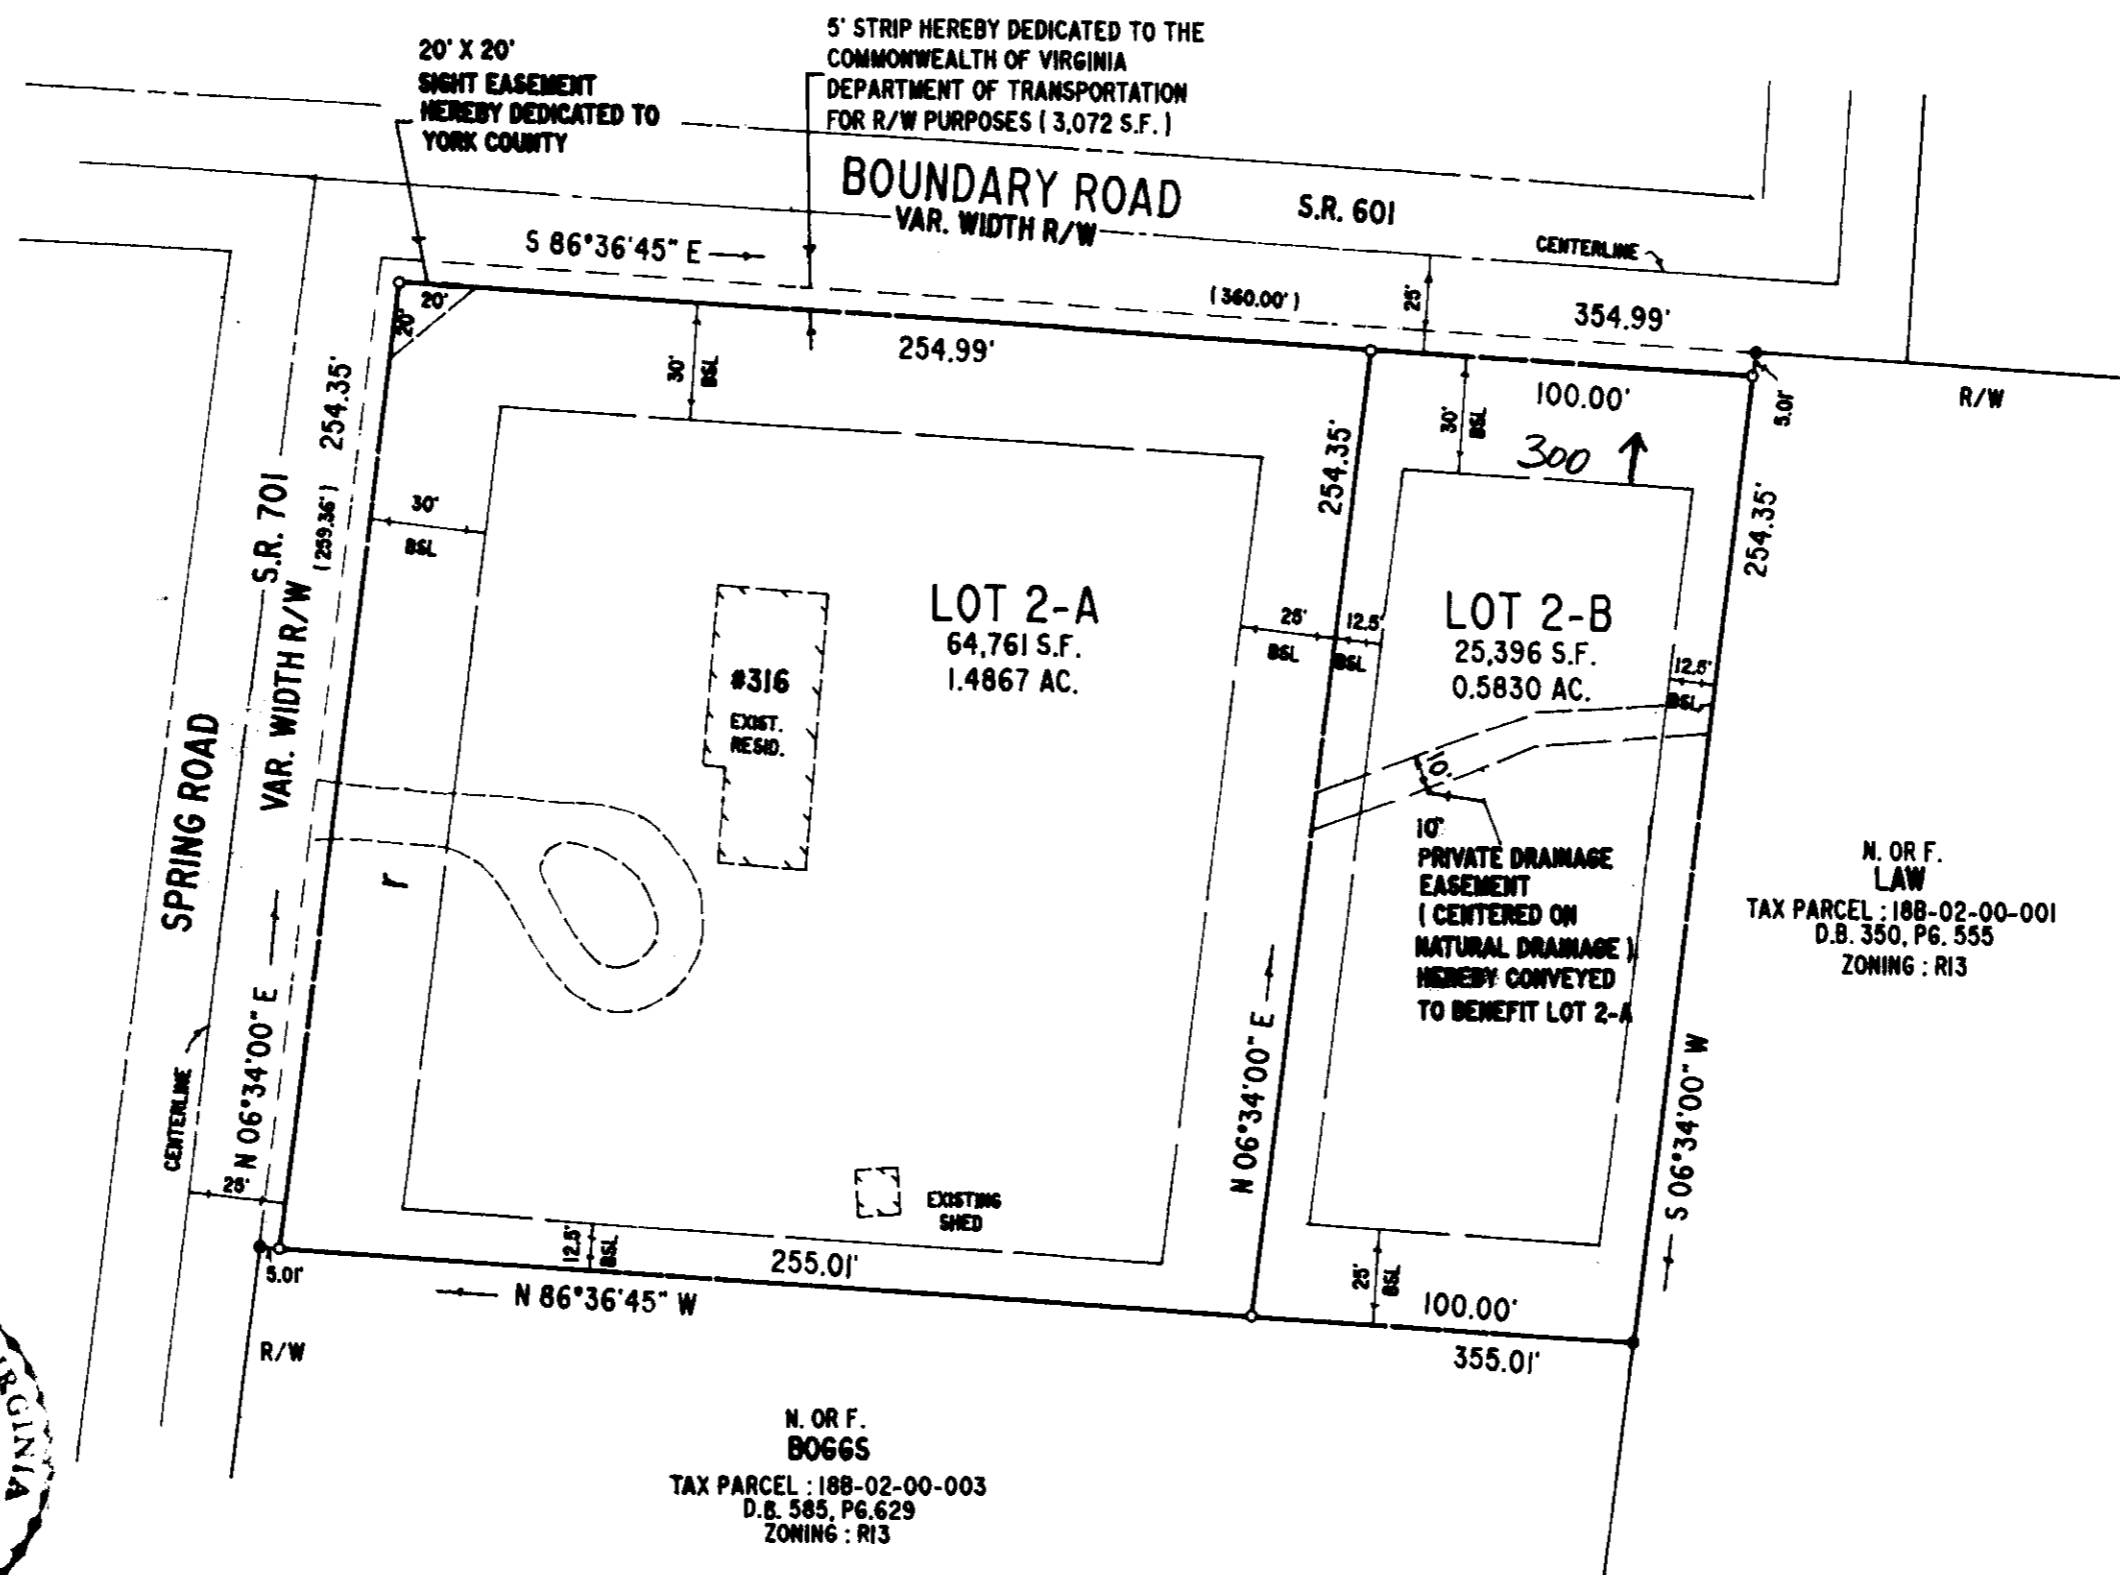 20' X 20'
SIGHT EASEMENT
HEREBY DEDICATED TO
YORK COUNTY
5' STRIP HEREBY DEDICATED TO THE
COMMONWEALTH OF VIRGINIA
DEPARTMENT OF TRANSPORTATION
FOR R/W PURPOSES ( 3,072 S.F. )
BOUNDARY ROAD
VAR. WIDTH R/W
S.R. 601
CENTERLINE
S 86°36'45" E
(360.00')
25'
354.99'
20'
20'
254.99'
30'
BSL
100.00'
30'
BSL
5.01'
R/W
300
254.35'
(259.36')
S.R. 701
VAR. WIDTH R/W
SPRING ROAD
30'
BSL
254.35'
254.35'
LOT 2-A
64,761 S.F.
1.4867 AC.
#316
EXIST.
RESID.
25'
BSL
12.5'
BSL
LOT 2-B
25,396 S.F.
0.5830 AC.
12.5'
BSL
10'
10'
PRIVATE DRAINAGE
EASEMENT
( CENTERED ON
NATURAL DRAINAGE )
HEREBY CONVEYED
TO BENEFIT LOT 2-A
N. OR F.
LAW
TAX PARCEL : 18B-02-00-001
D.B. 350, PG. 555
ZONING : R13
r
N 06°34'00" E
CENTERLINE
25'
N 06°34'00" E
S 06°34'00" W
EXISTING
SHED
12.5'
BSL
255.01'
5.01'
N 86°36'45" W
25'
BSL
100.00'
355.01'
R/W
N. OR F.
BOGGS
TAX PARCEL : 18B-02-00-003
D.B. 585, PG.629
ZONING : R13
VIRGINIA